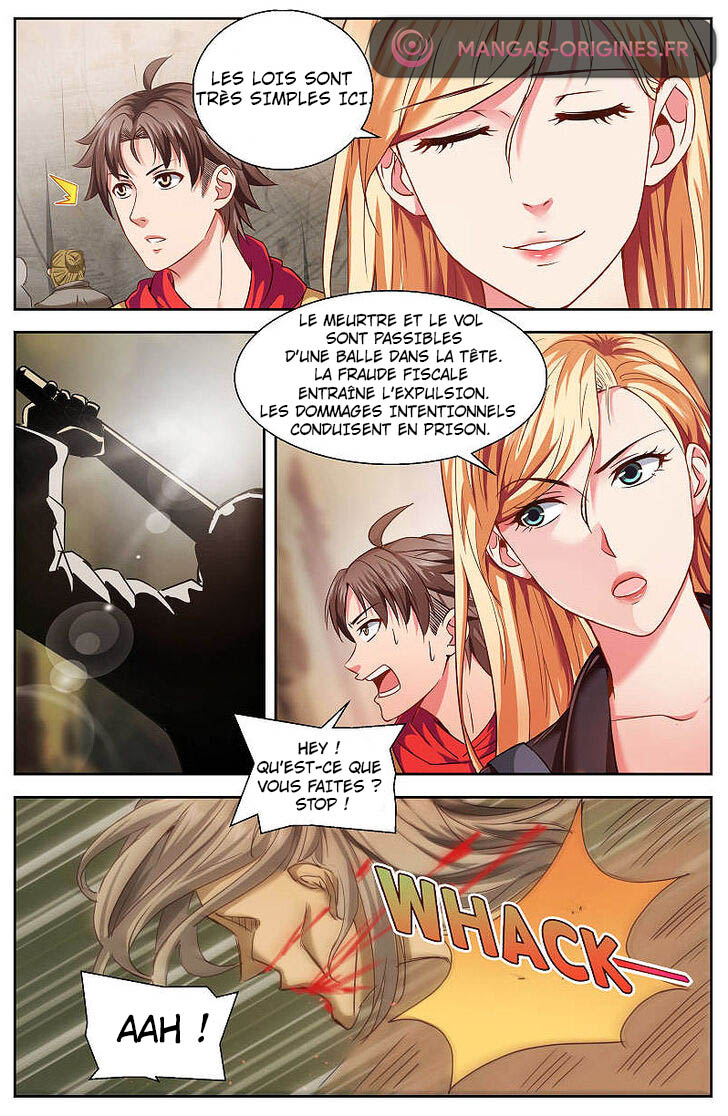 MANGAS-ORIGINES.FR
LES LOIS SONT
TRÈS SIMPLES ICI.
LE MEURTRE ET LE VOL
SONT PASSIBLES
D'UNE BALLE DANS LA TÊTE.
LA FRAUDE FISCALE
ENTRAÎNE L'EXPULSION.
LES DOMMAGES INTENTIONNELS
CONDUISENT EN PRISON.
HEY !
QU'EST-CE QUE
VOUS FAITES ?
STOP !
WHACK
AAH !